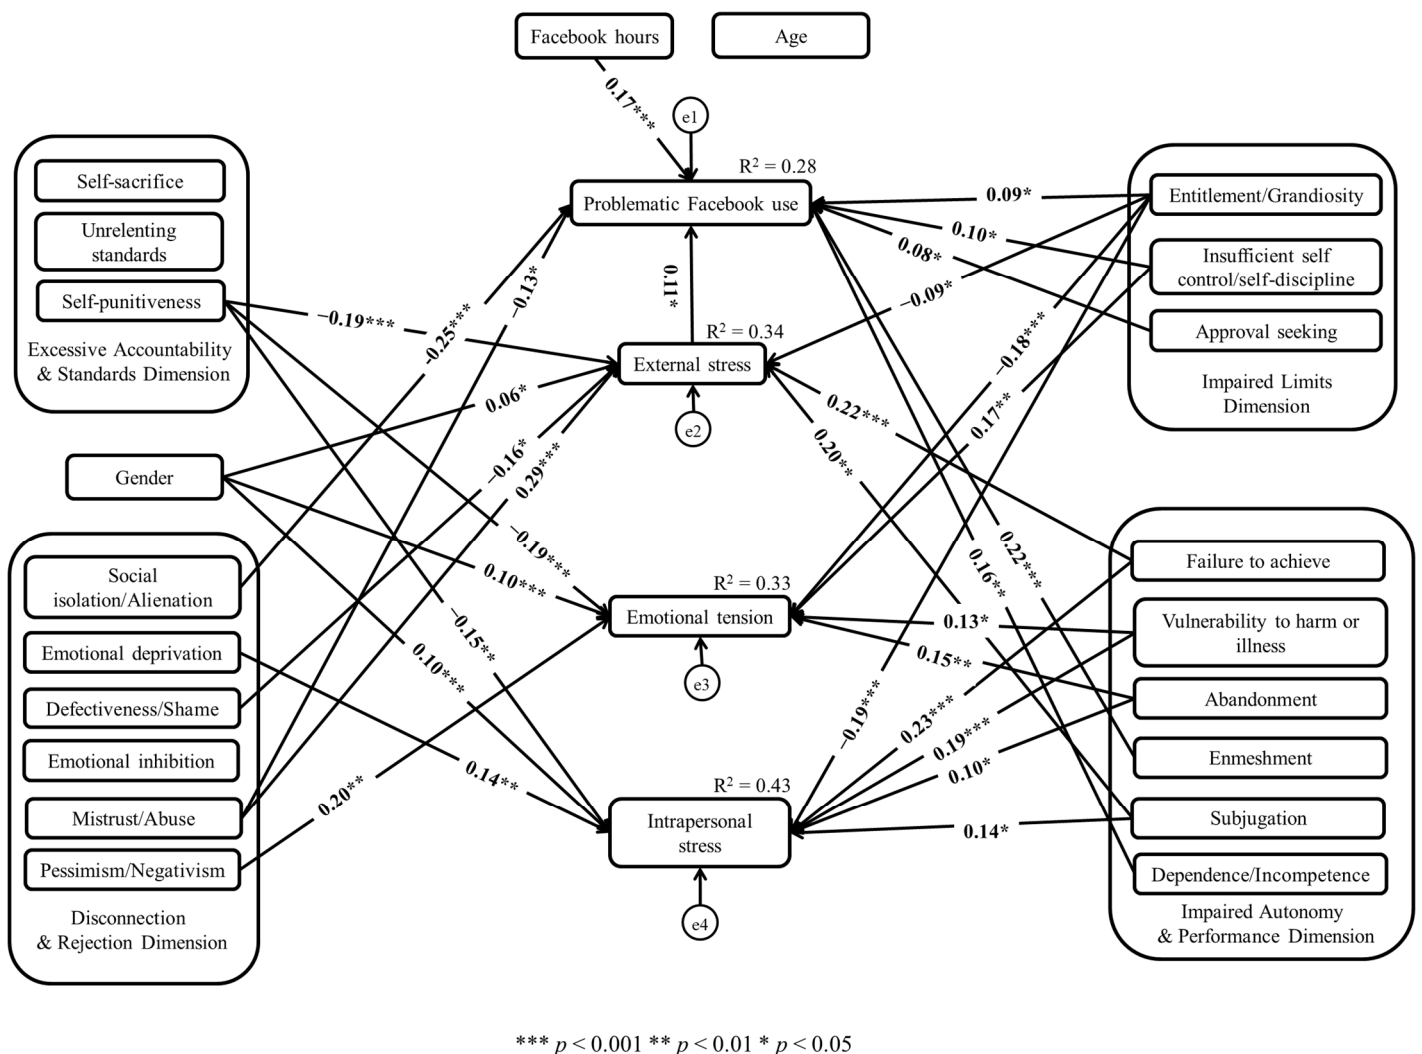 Facebook hours
Age
0.17***
e1
R² = 0.28
Problematic Facebook use
Self-sacrifice
Unrelenting
standards
Self-punitiveness
Excessive Accountability
& Standards Dimension
Entitlement/Grandiosity
Insufficient self
control/self-discipline
Approval seeking
Impaired Limits
Dimension
0.09*
0.10*
0.08*
−0.09*
−0.13*
0.11*
−0.19***
-0.25***
R² = 0.34
External stress
e2
−0.18***
0.17**
0.06*
0.22***
0.20**
Gender
−0.16*
0.29***
−0.19***
0.10***
0.22***
0.16**
Social
isolation/Alienation
Emotional deprivation
Defectiveness/Shame
Emotional inhibition
Mistrust/Abuse
Pessimism/Negativism
Disconnection
& Rejection Dimension
R² = 0.33
Emotional tension
e3
0.13*
0.15**
−0.15**
0.10***
−0.19***
0.23***
0.19***
0.10*
0.14**
0.20**
R² = 0.43
Intrapersonal
stress
e4
0.14*
Failure to achieve
Vulnerability to harm or
illness
Abandonment
Enmeshment
Subjugation
Dependence/Incompetence
Impaired Autonomy
& Performance Dimension
*** p < 0.001 ** p < 0.01 * p < 0.05